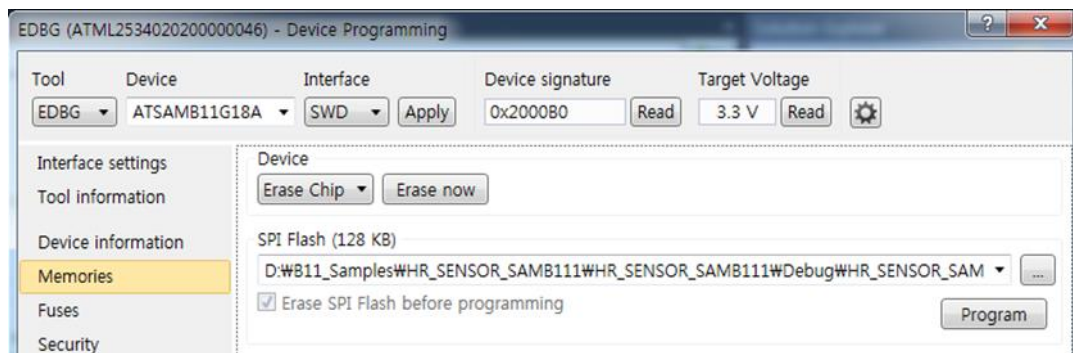 EDBG (ATML2534020200000046) - Device Programming
Tool Device Interface Device signature Target Voltage
EDBG ATSAMB11G18A SWD Apply 0x2000B0 Read 3.3 V Read
Interface settings
Tool information
Device information
Memories
Fuses
Security
Device
Erase Chip Erase now
SPI Flash (128 KB)
D:₩B11_Samples₩HR_SENSOR_SAMB111₩HR_SENSOR_SAMB111₩Debug₩HR_SENSOR_SAM ...
Erase SPI Flash before programming
Program